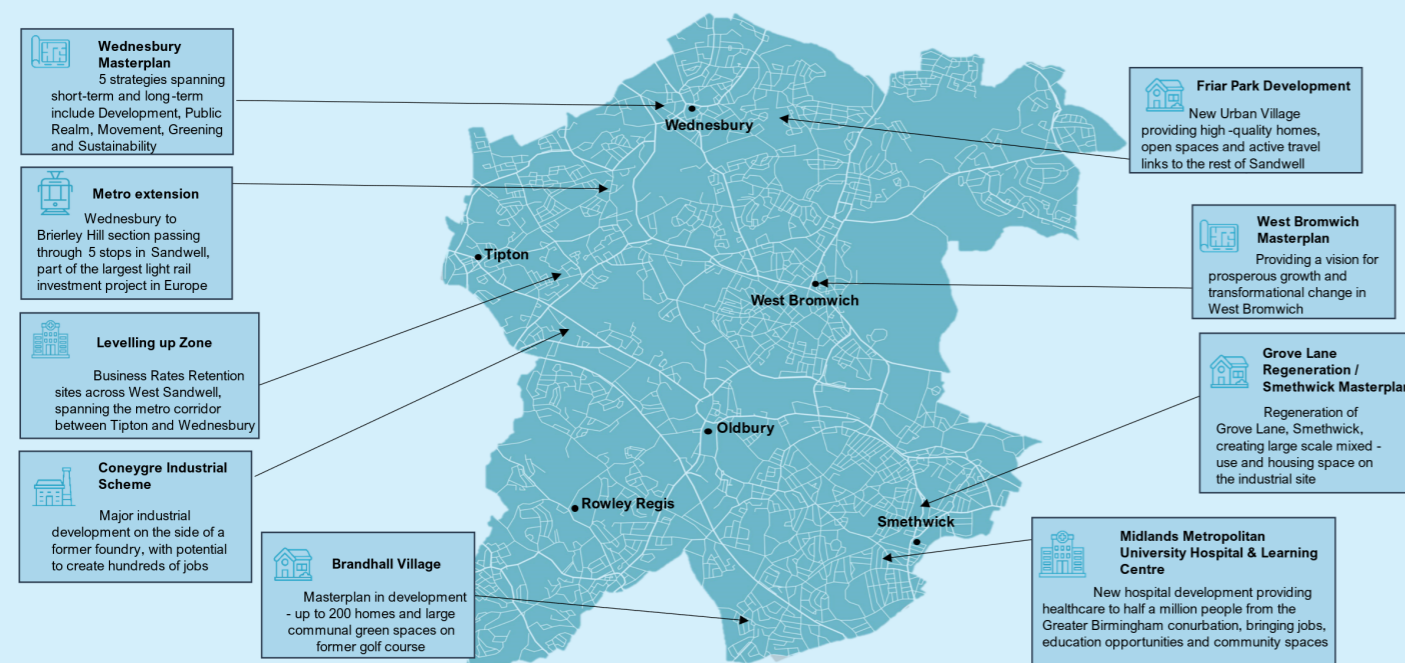 Wednesbury
Masterplan
5 strategies spanning
short-term and long-term
include Development, Public
Realm, Movement, Greening
and Sustainability
Metro extension
Wednesbury to
Brierley Hill section passing
through 5 stops in Sandwell,
part of the largest light rail
investment project in Europe
Levelling up Zone
Business Rates Retention
sites across West Sandwell,
spanning the metro corridor
between Tipton and Wednesbury
Coneygre Industrial
Scheme
Major industrial
development on the side of a
former foundry, with potential
to create hundreds of jobs
Brandhall Village
Masterplan in development
- up to 200 homes and large
communal green spaces on
former golf course
Wednesbury
Tipton
West Bromwich
Oldbury
Rowley Regis
Smethwick
Friar Park Development
New Urban Village
providing high -quality homes,
open spaces and active travel
links to the rest of Sandwell
West Bromwich
Masterplan
Providing a vision for
prosperous growth and
transformational change in
West Bromwich
Grove Lane
Regeneration /
Smethwick Masterplan
Regeneration of
Grove Lane, Smethwick,
creating large scale mixed -
use and housing space on
the industrial site
Midlands Metropolitan
University Hospital & Learning
Centre
New hospital development providing
healthcare to half a million people from the
Greater Birmingham conurbation, bringing jobs,
education opportunities and community spaces